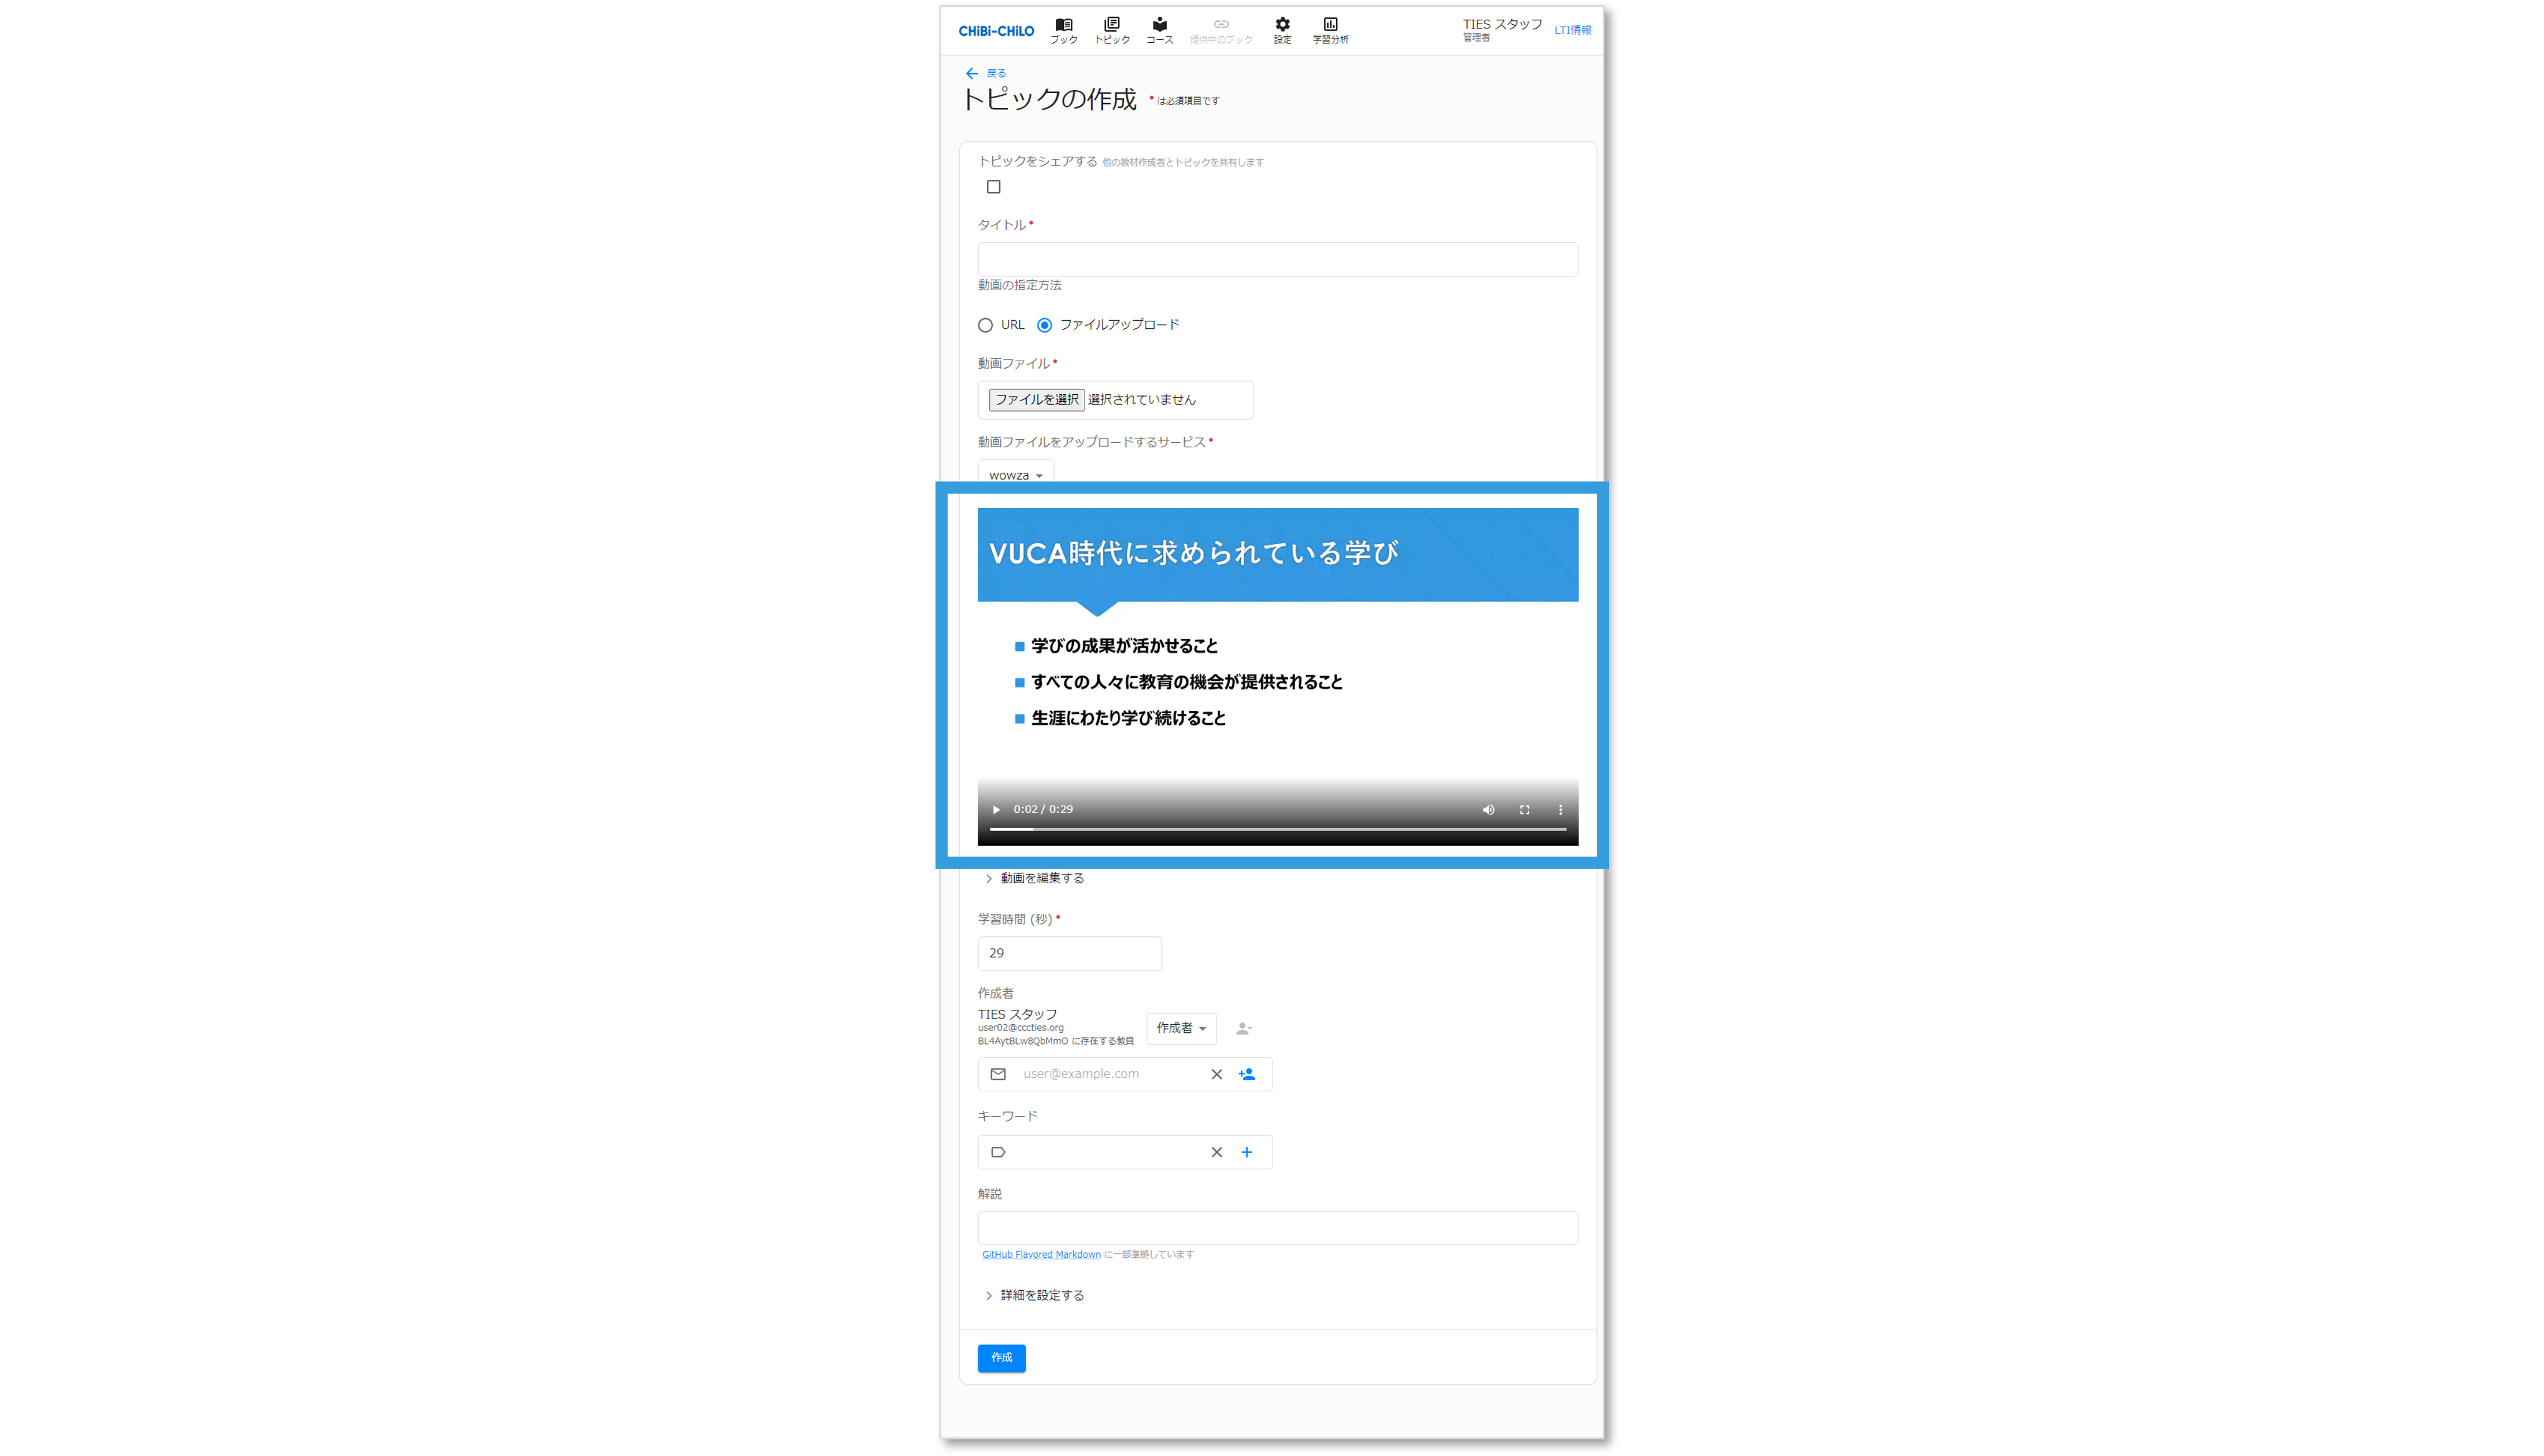 CHiBi-CHiLO
ブック
トピック
コース
提供中のブック
設定
学習分析
TIES スタッフ
管理者
LTI情報
戻る
トピックの作成 * は必須項目です
トピックをシェアする 他の教材作成者とトピックを共有します
タイトル *
動画の指定方法
URL ファイルアップロード
動画ファイル *
ファイルを選択 選択されていません
動画ファイルをアップロードするサービス *
wowza
VUCA時代に求められている学び
学びの成果が活かせること
すべての人々に教育の機会が提供されること
生涯にわたり学び続けること
0:02 / 0:29
動画を編集する
学習時間 (秒) *
29
作成者
TIES スタッフ
user02@cccties.org
BL4AytBLw8QbMmO に存在する教員
作成者
user@example.com
キーワード
解説
GitHub Flavored Markdown に一部準拠しています
詳細を設定する
作成